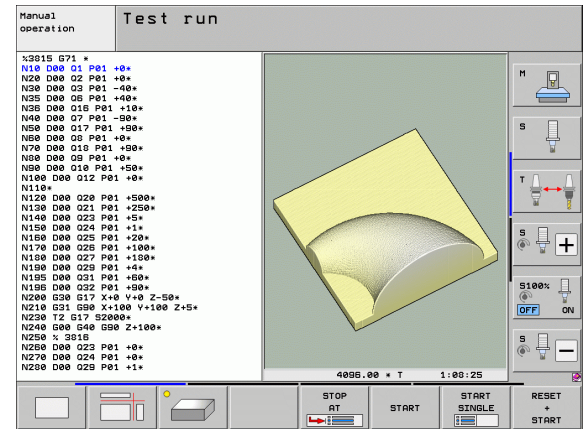 Manual
operation
Test run
%3815 G71 *
N10 D00 Q1 P01 +0*
N20 D00 Q2 P01 +0*
N30 D00 Q3 P01 -40*
N35 D00 Q6 P01 +40*
N36 D00 Q16 P01 +10*
N40 D00 Q7 P01 -90*
N50 D00 Q17 P01 +90*
N60 D00 Q8 P01 +0*
N70 D00 Q18 P01 +90*
N80 D00 Q9 P01 +0*
N90 D00 Q10 P01 +50*
N100 D00 Q12 P01 +0*
N110*
N120 D00 Q20 P01 +500*
N130 D00 Q21 P01 +250*
N140 D00 Q23 P01 +5*
N150 D00 Q24 P01 +1*
N160 D00 Q25 P01 +20*
N170 D00 Q26 P01 +100*
N180 D00 Q27 P01 +180*
N190 D00 Q29 P01 +4*
N195 D00 Q31 P01 +60*
N196 D00 Q32 P01 +90*
N200 G30 G17 X+0 Y+0 Z-50*
N210 G31 G90 X+100 Y+100 Z+5*
N230 T2 G17 S2000*
N240 G00 G40 G90 Z+100*
N250 % 3816
N260 D00 Q23 P01 +0*
N270 D00 Q24 P01 +0*
N280 D00 Q29 P01 +1*
4096.00 * T
1:08:25
M
S
T
S
+
S100%
OFF
ON
S
-
STOP
AT
START
START
SINGLE
RESET
+
START